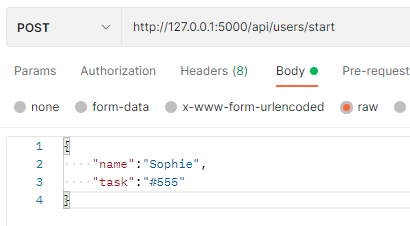 POST http://127.0.0.1:5000/api/users/start
Params Authorization Headers (8) Body Pre-request
none form-data x-www-form-urlencoded raw
1 {
2 "name":"Sophie",
3 "task":"#555"
4 }